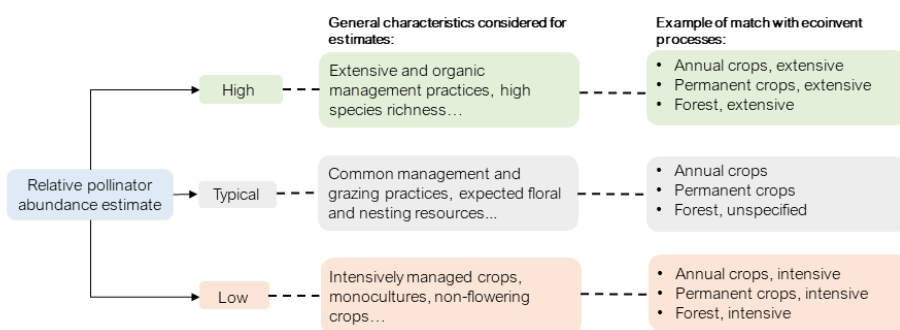 General characteristics considered for
estimates:
Example of match with ecoinvent
processes:
High
Extensive and organic
management practices, high
species richness…
• Annual crops, extensive
• Permanent crops, extensive
• Forest, extensive
Relative pollinator
abundance estimate
Typical
Common management and
grazing practices, expected floral
and nesting resources...
• Annual crops
• Permanent crops
• Forest, unspecified
Low
Intensively managed crops,
monocultures, non-flowering
crops…
• Annual crops, intensive
• Permanent crops, intensive
• Forest, intensive